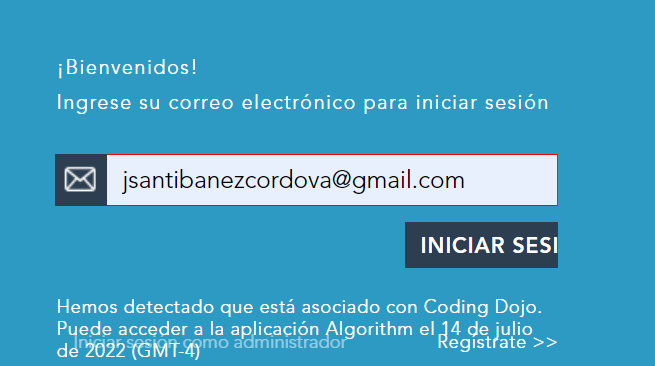 ¡Bienvenidos!
Ingrese su correo electrónico para iniciar sesión
jsantibanezcordova@gmail.com
INICIAR SESI
Hemos detectado que está asociado con Coding Dojo.
Puede acceder a la aplicación Algorithm el 14 de julio
de 2022 (GMT-4)
Iniciar sesión como administrador
Regístrate >>